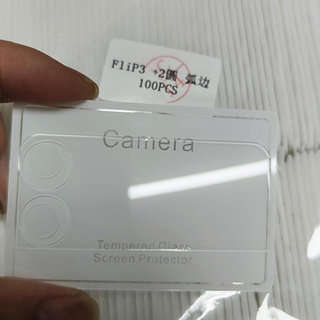 FliP3 +2圆 弧边
100PCS
Camera
Tempered Glass
Screen Protector